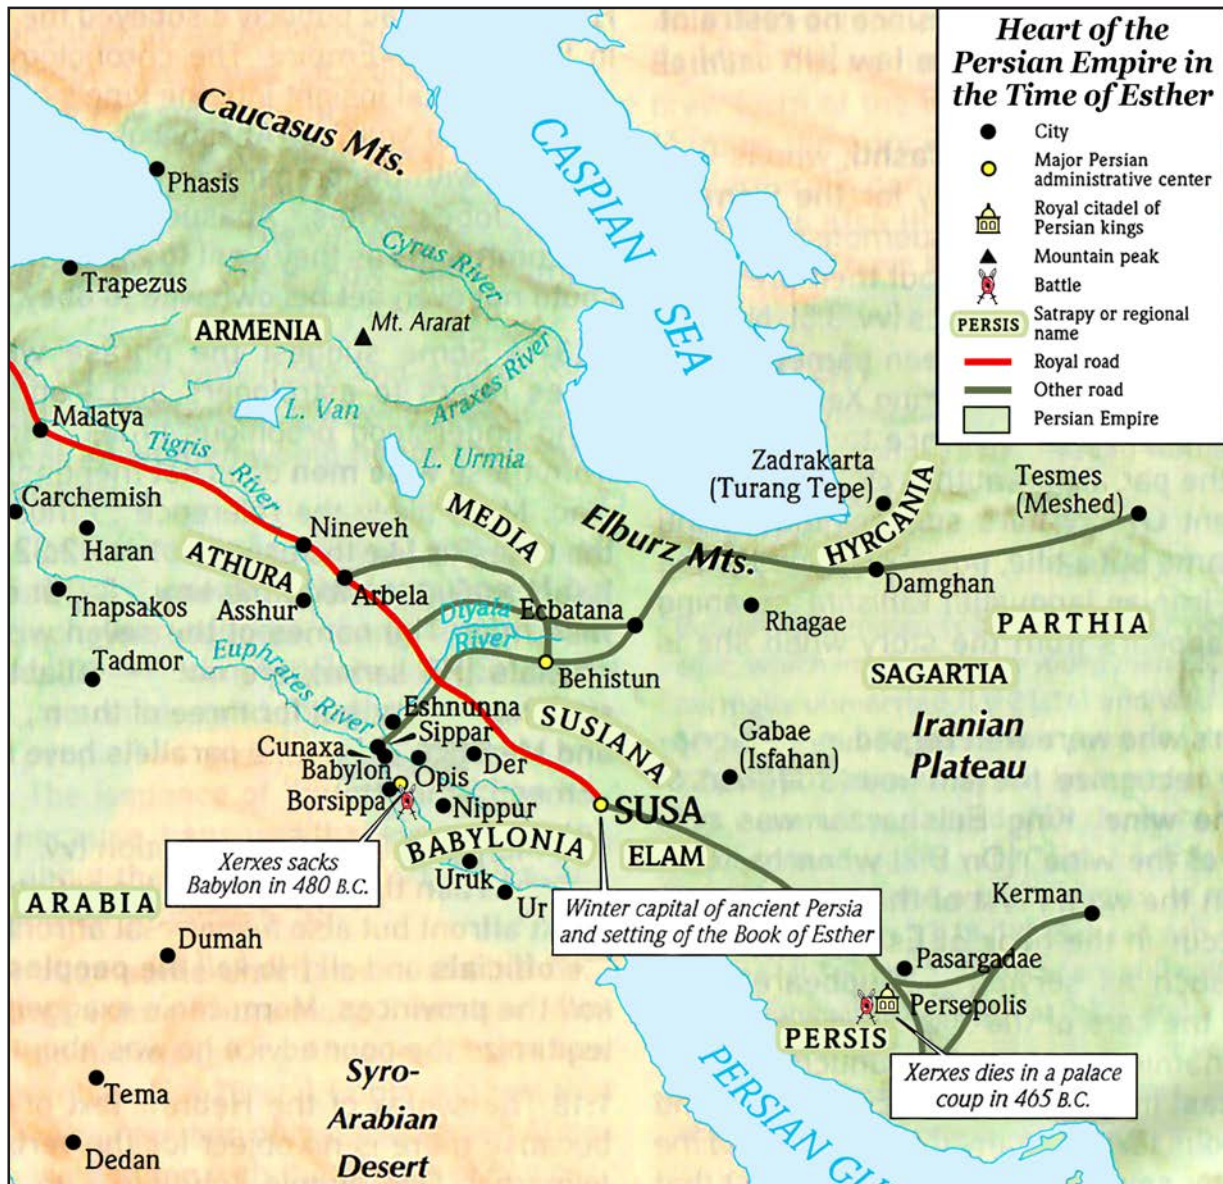 Heart of the
Persian Empire in
the Time of Esther
City
Major Persian
administrative center
Royal citadel of
Persian kings
Mountain peak
Battle
PERSIS
Satrapy or regional
name
Royal road
Other road
Persian Empire
Caucasus Mts.
CASPIAN
SEA
Phasis
Cyrus River
Trapezus
ARMENIA
Mt. Ararat
Araxes River
L. Van
Malatya
Tigris
River
L. Urmia
Carchemish
Haran
Nineveh
MEDIA
Elburz Mts.
Zadrakarta
(Turang Tepe)
HYRCANIA
Tesmes
(Meshed)
ATHURA
Thapsakos
Asshur
Arbela
Diyala
River
Ecbatana
Damghan
Rhagae
PARTHIA
Tadmor
Euphrates River
Behistun
SAGARTIA
Eshnunna
Sippar
SUSIANA
Iranian
Plateau
Cunaxa
Babylon
Opis
Der
Gabae
(Isfahan)
Borsippa
Nippur
SUSA
BABYLONIA
ELAM
Xerxes sacks
Babylon in 480 B.C.
Uruk
Ur
Kerman
ARABIA
Winter capital of ancient Persia
and setting of the Book of Esther
Dumah
Pasargadae
Persepolis
PERSIS
Xerxes dies in a palace
coup in 465 B.C.
PERSIAN GU
Tema
Syro-
Arabian
Desert
Dedan